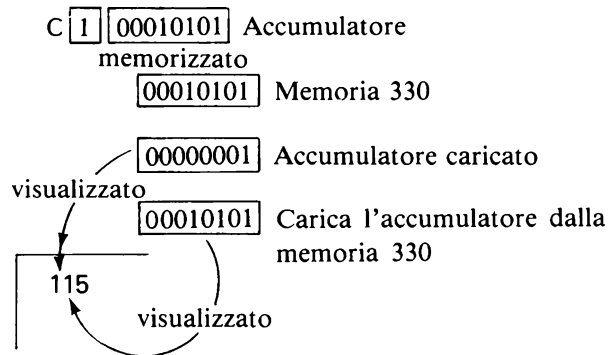 C 1 00010101 Accumulatore
memorizzato
00010101 Memoria 330
00000001 Accumulatore caricato
visualizzato
00010101 Carica l'accumulatore dalla
memoria 330
115
visualizzato